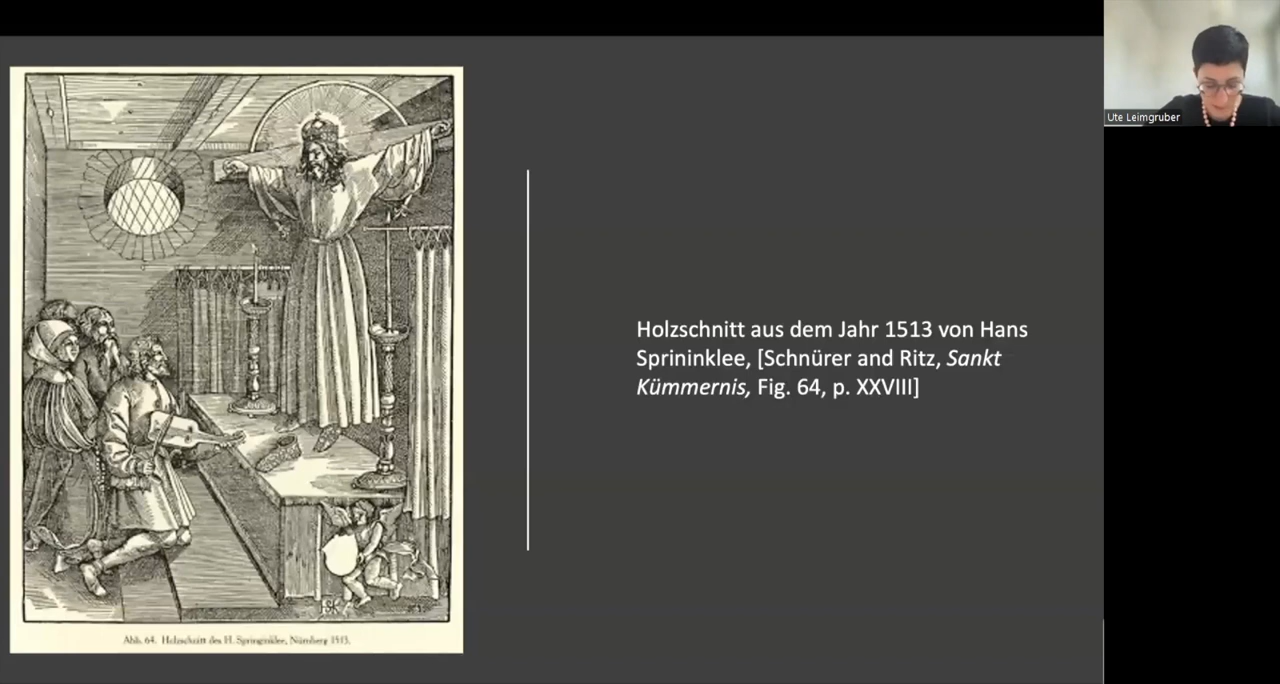 Ute Leimgruber
Holzschnitt aus dem Jahr 1513 von Hans
Sprininklee, [Schnürer and Ritz, Sankt
Kümmernis, Fig. 64, p. XXVIII]
Abb. 64. Holzschnitt des H. Springinklee, Nürnberg 1513.